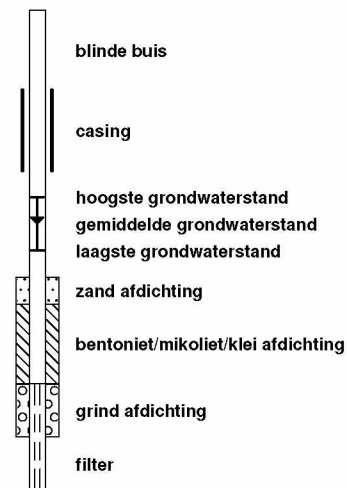 blinde buis
casing
hoogste grondwaterstand
gemiddelde grondwaterstand
laagste grondwaterstand
zand afdichting
bentoniet/mikoliet/klei afdichting
grind afdichting
filter